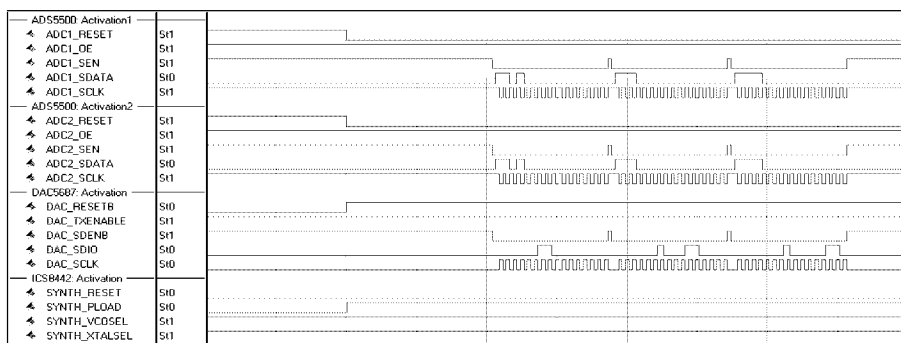 ADS5500: Activation1
ADC1_RESET St1
ADC1_OE St1
ADC1_SEN St1
ADC1_SDATA St0
ADC1_SCLK St1
ADS5500: Activation2
ADC2_RESET St1
ADC2_OE St1
ADC2_SEN St1
ADC2_SDATA St0
ADC2_SCLK St1
DAC5687: Activation
DAC_RESETB St0
DAC_TXENABLE St1
DAC_SDENB St1
DAC_SDIO St0
DAC_SCLK St0
ICS8442: Activation
SYNTH_RESET St0
SYNTH_PLOAD St0
SYNTH_VCOSEL St1
SYNTH_XTALSEL St1